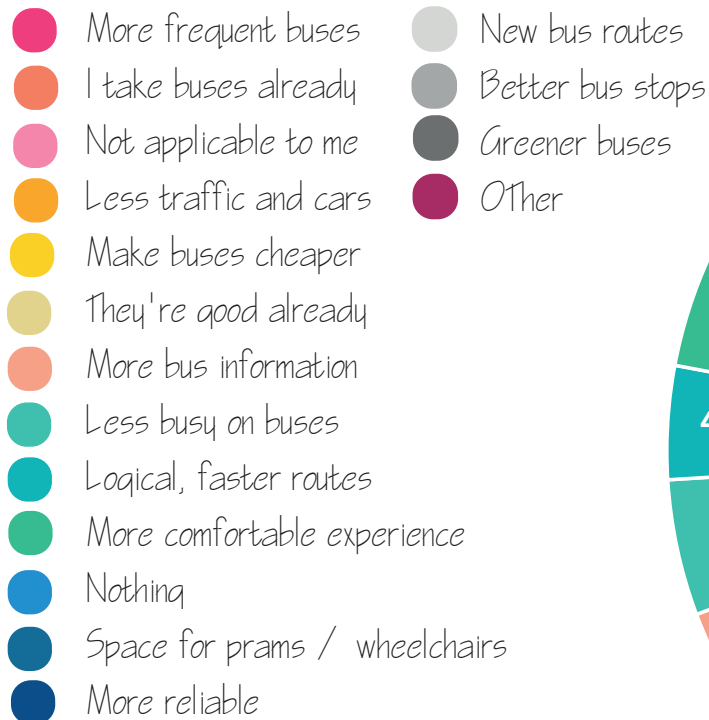 More frequent buses
I take buses already
Not applicable to me
Less traffic and cars
Make buses cheaper
They're good already
More bus information
Less busy on buses
Logical, faster routes
More comfortable experience
Nothing
Space for prams / wheelchairs
More reliable
New bus routes
Better bus stops
Greener buses
OTher